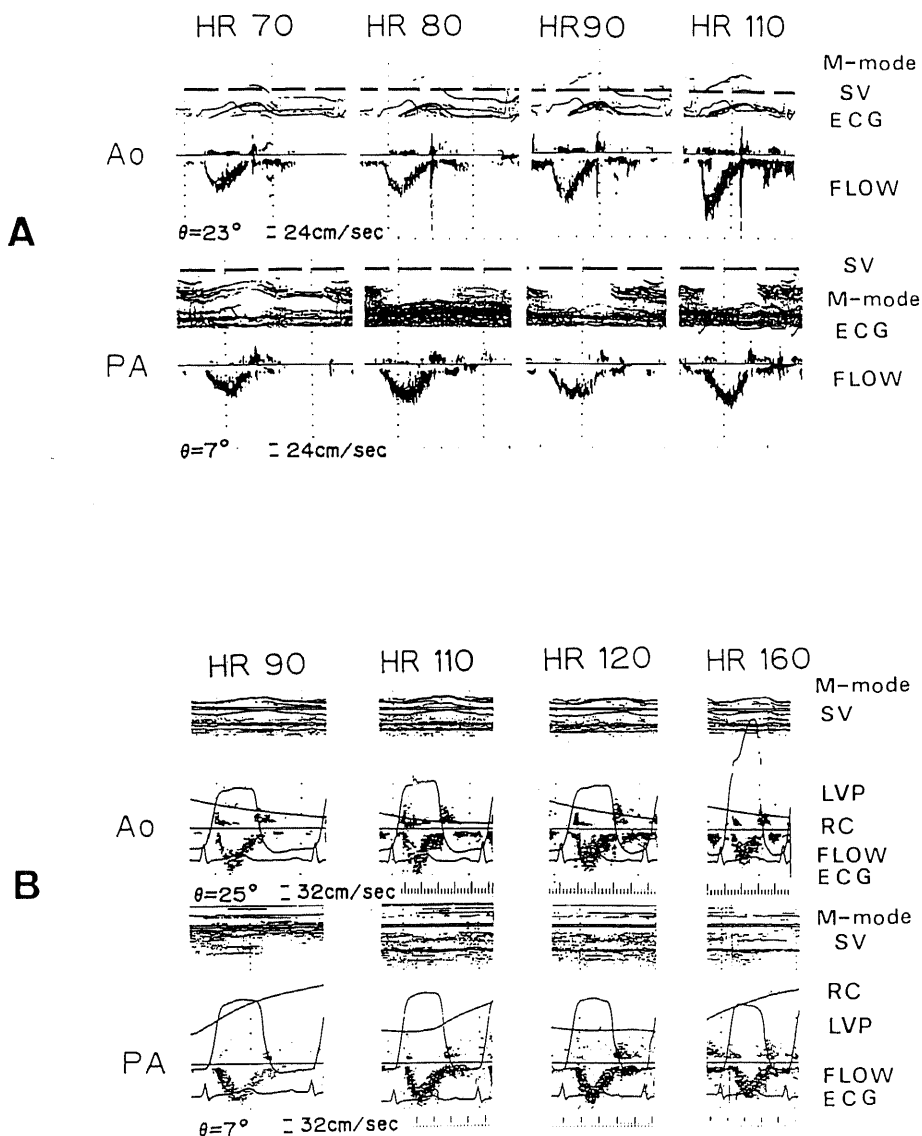 HR 70 HR 80 HR90 HR 110
M-mode
SV
ECG
Ao
FLOW
A
θ=23° 24cm/sec
SV
M-mode
ECG
PA
FLOW
θ=7° 24cm/sec
HR 90 HR 110 HR 120 HR 160
M-mode
SV
LVP
Ao
RC
FLOW
ECG
B
θ=25° 32cm/sec
M-mode
SV
RC
LVP
PA
FLOW
ECG
θ=7° 32cm/sec